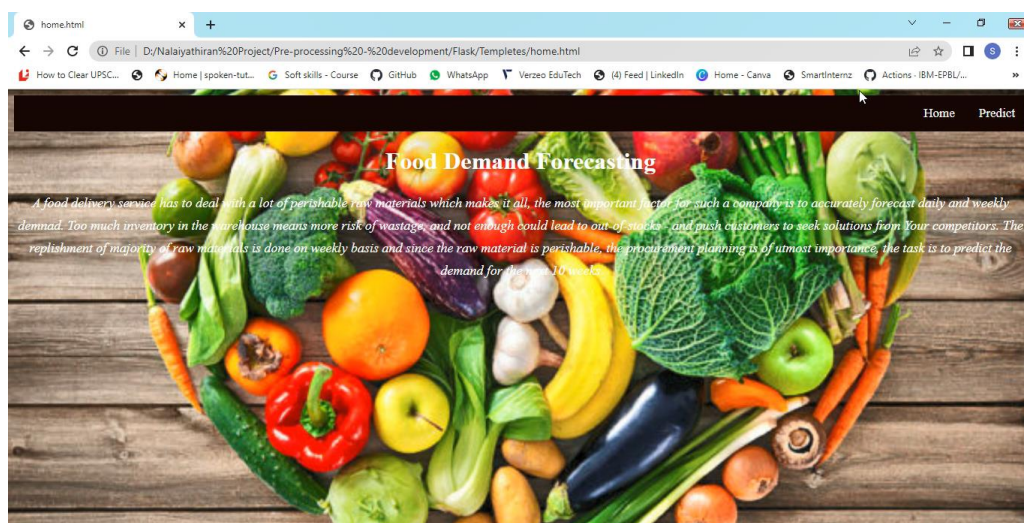 home.html
File | D:/Nalaiyathiran%20Project/Pre-processing%20-%20development/Flask/Templetes/home.html
How to Clear UPSC... Home | spoken-tut... Soft skills - Course GitHub WhatsApp Verzeo EduTech (4) Feed | LinkedIn Home - Canva SmartInternz Actions - IBM-EPBL/... »
Home Predict
Food Demand Forecasting
A food delivery service has to deal with a lot of perishable raw materials which makes it all, the most important factor for such a company is to accurately forecast daily and weekly
demnad. Too much inventory in the warehouse means more risk of wastage, and not enough could lead to out-of-stocks - and push customers to seek solutions from Your competitors. The
replishment of majority of raw materials is done on weekly basis and since the raw material is perishable, the procurement planning is of utmost importance, the task is to predict the
demand for the next 10 weeks...